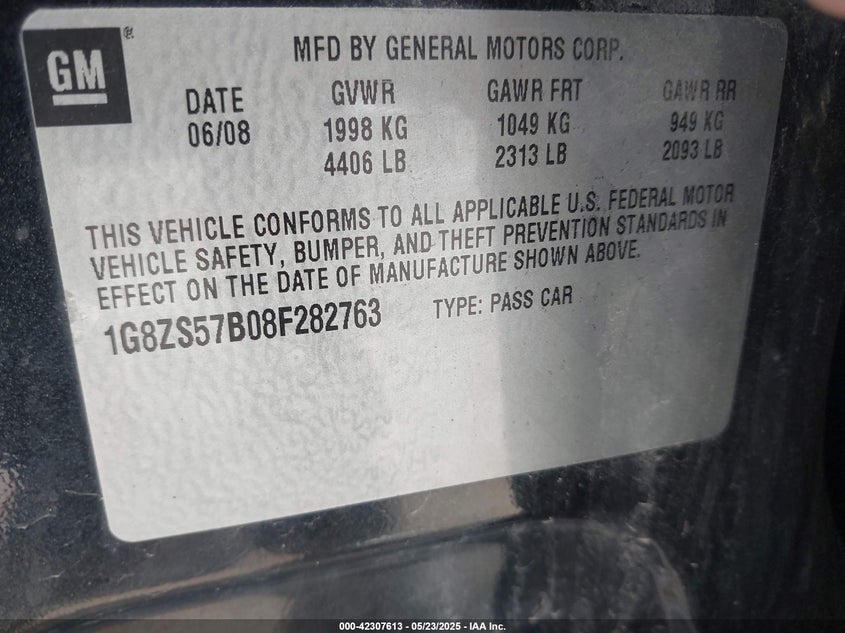 GM ®
MFD BY GENERAL MOTORS CORP.
DATE GVWR GAWR FRT GAWR RR
06/08 1998 KG 1049 KG 949 KG
4406 LB 2313 LB 2093 LB
THIS VEHICLE CONFORMS TO ALL APPLICABLE U.S. FEDERAL MOTOR
VEHICLE SAFETY, BUMPER, AND THEFT PREVENTION STANDARDS IN
EFFECT ON THE DATE OF MANUFACTURE SHOWN ABOVE.
1G8ZS57B08F282763 TYPE: PASS CAR
000-42307613 - 05/23/2025 - IAA Inc.